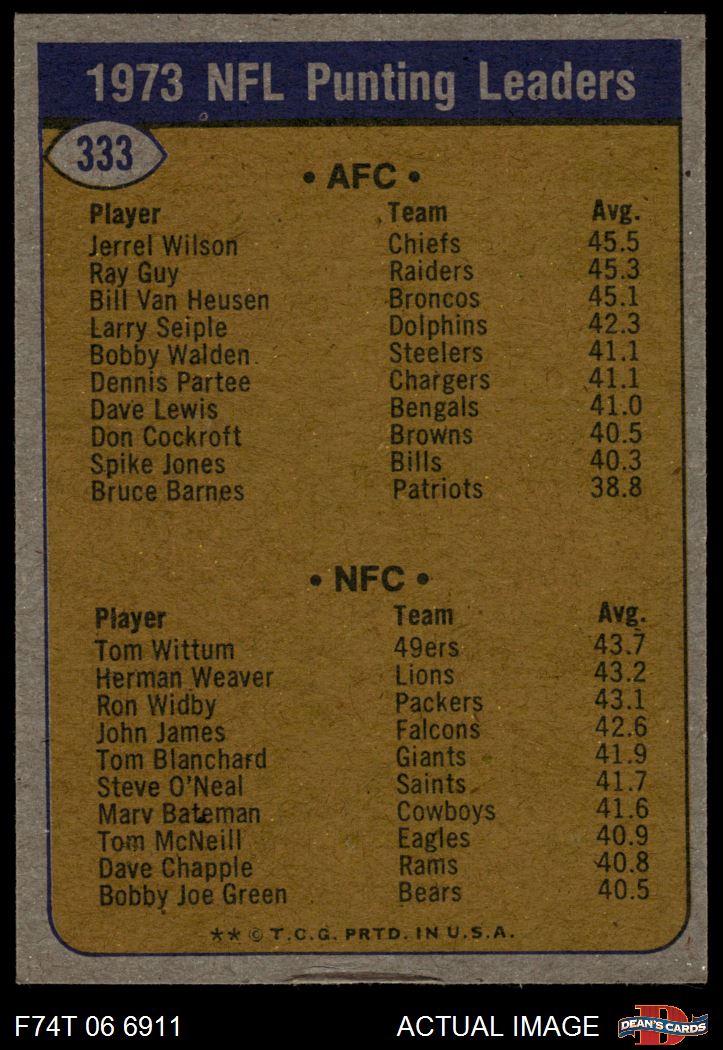 1973 NFL Punting Leaders
333
• AFC •
Player Team Avg.
Jerrel Wilson Chiefs 45.5
Ray Guy Raiders 45.3
Bill Van Heusen Broncos 45.1
Larry Seiple Dolphins 42.3
Bobby Walden Steelers 41.1
Dennis Partee Chargers 41.1
Dave Lewis Bengals 41.0
Don Cockroft Browns 40.5
Spike Jones Bills 40.3
Bruce Barnes Patriots 38.8
• NFC •
Player Team Avg.
Tom Wittum 49ers 43.7
Herman Weaver Lions 43.2
Ron Widby Packers 43.1
John James Falcons 42.6
Tom Blanchard Giants 41.9
Steve O'Neal Saints 41.7
Marv Bateman Cowboys 41.6
Tom McNeill Eagles 40.9
Dave Chapple Rams 40.8
Bobby Joe Green Bears 40.5
** © T.C.G. PRTD. IN U.S.A.
F74T 06 6911 ACTUAL IMAGE D DEAN'S CARDS